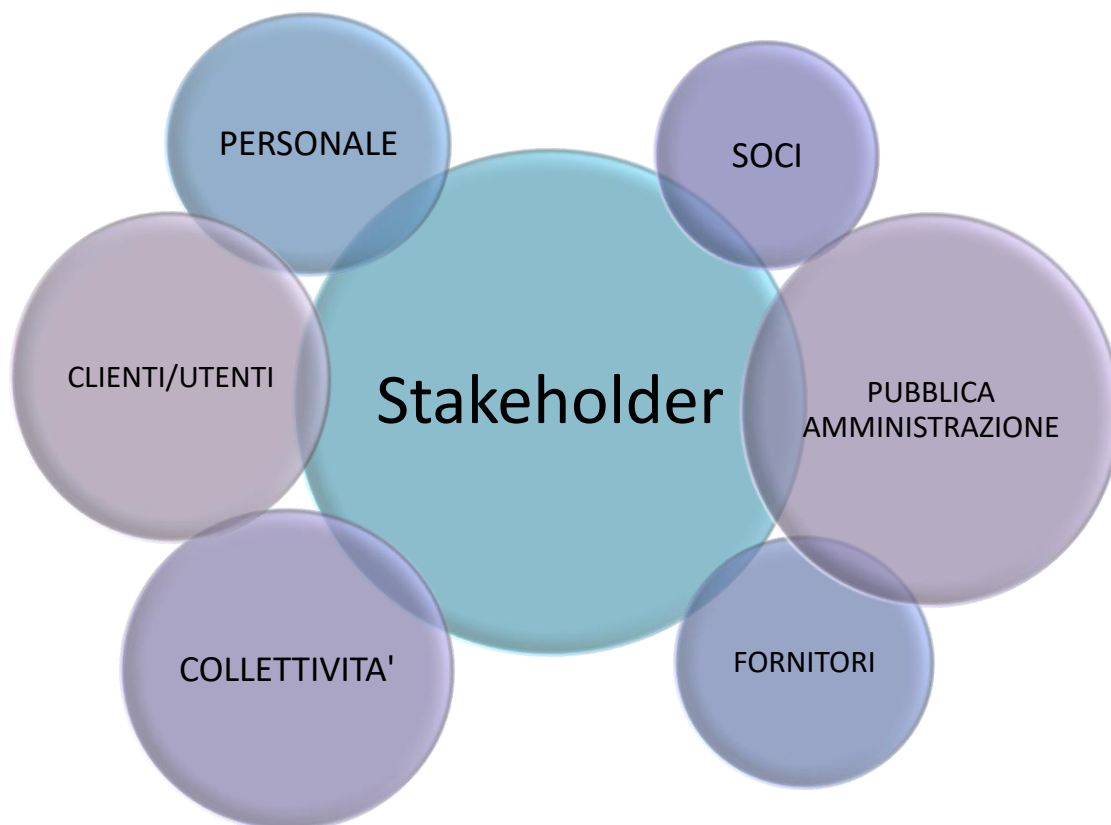 PERSONALE
SOCI
CLIENTI/UTENTI
Stakeholder
PUBBLICA
AMMINISTRAZIONE
COLLETTIVITA'
FORNITORI